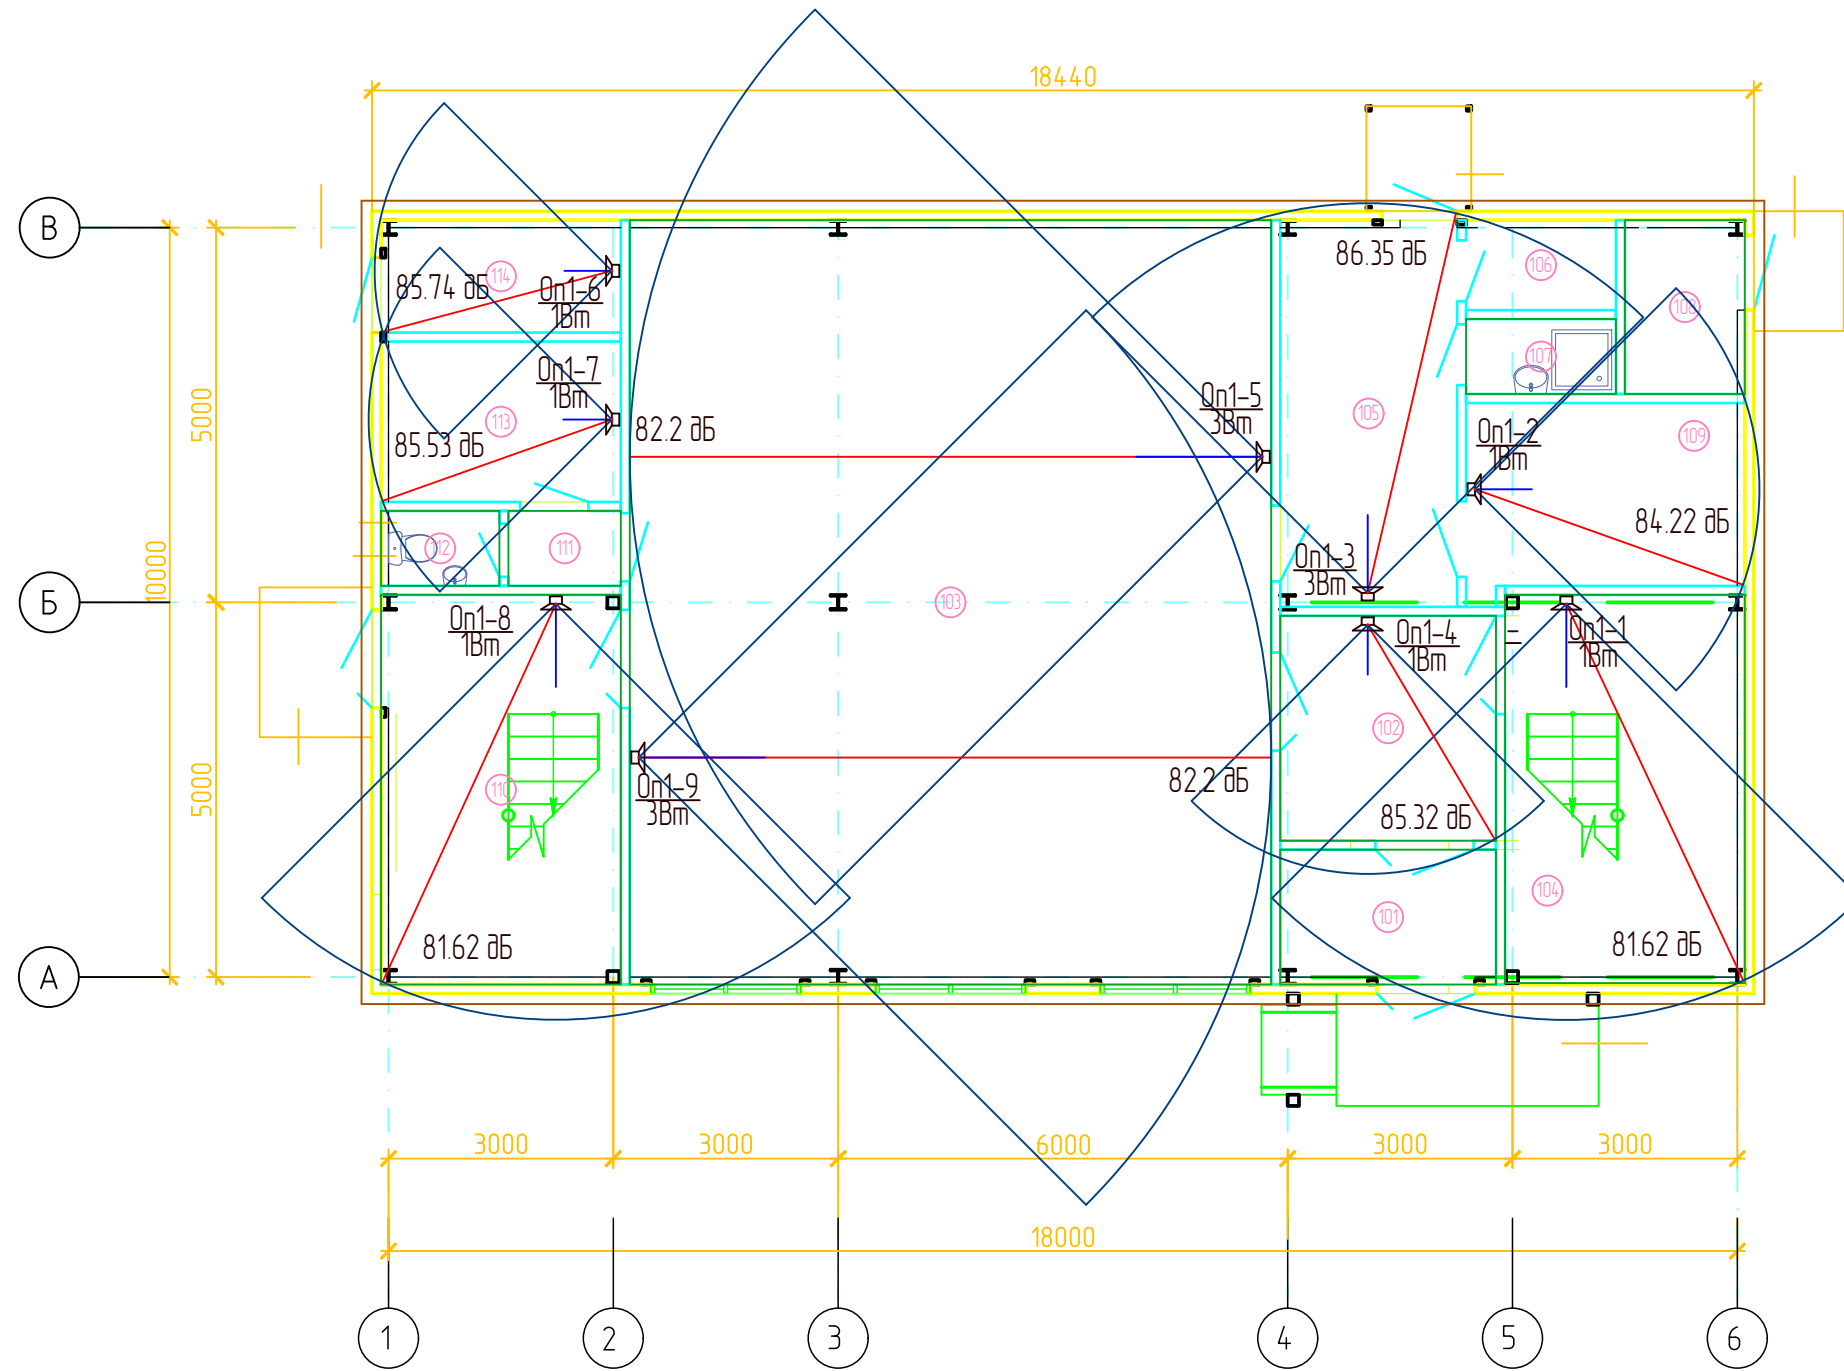 18440
В
86.35 дБ
106
114
85.74 дБ
Оп1-6
1Вт
108
107
Оп1-7
1Вт
Оп1-5
3Вт
105
5000
113
85.53 дБ
82.2 дБ
Оп1-2
1Вт
109
84.22 дБ
112
111
Оп1-3
3Вт
10000
Б
103
Оп1-8
1Вт
Оп1-4
1Вт
Оп1-1
1Вт
102
5000
110
Оп1-9
3Вт
82.2 дБ
85.32 дБ
104
101
81.62 дБ
81.62 дБ
А
3000
3000
6000
3000
3000
18000
1
2
3
4
5
6